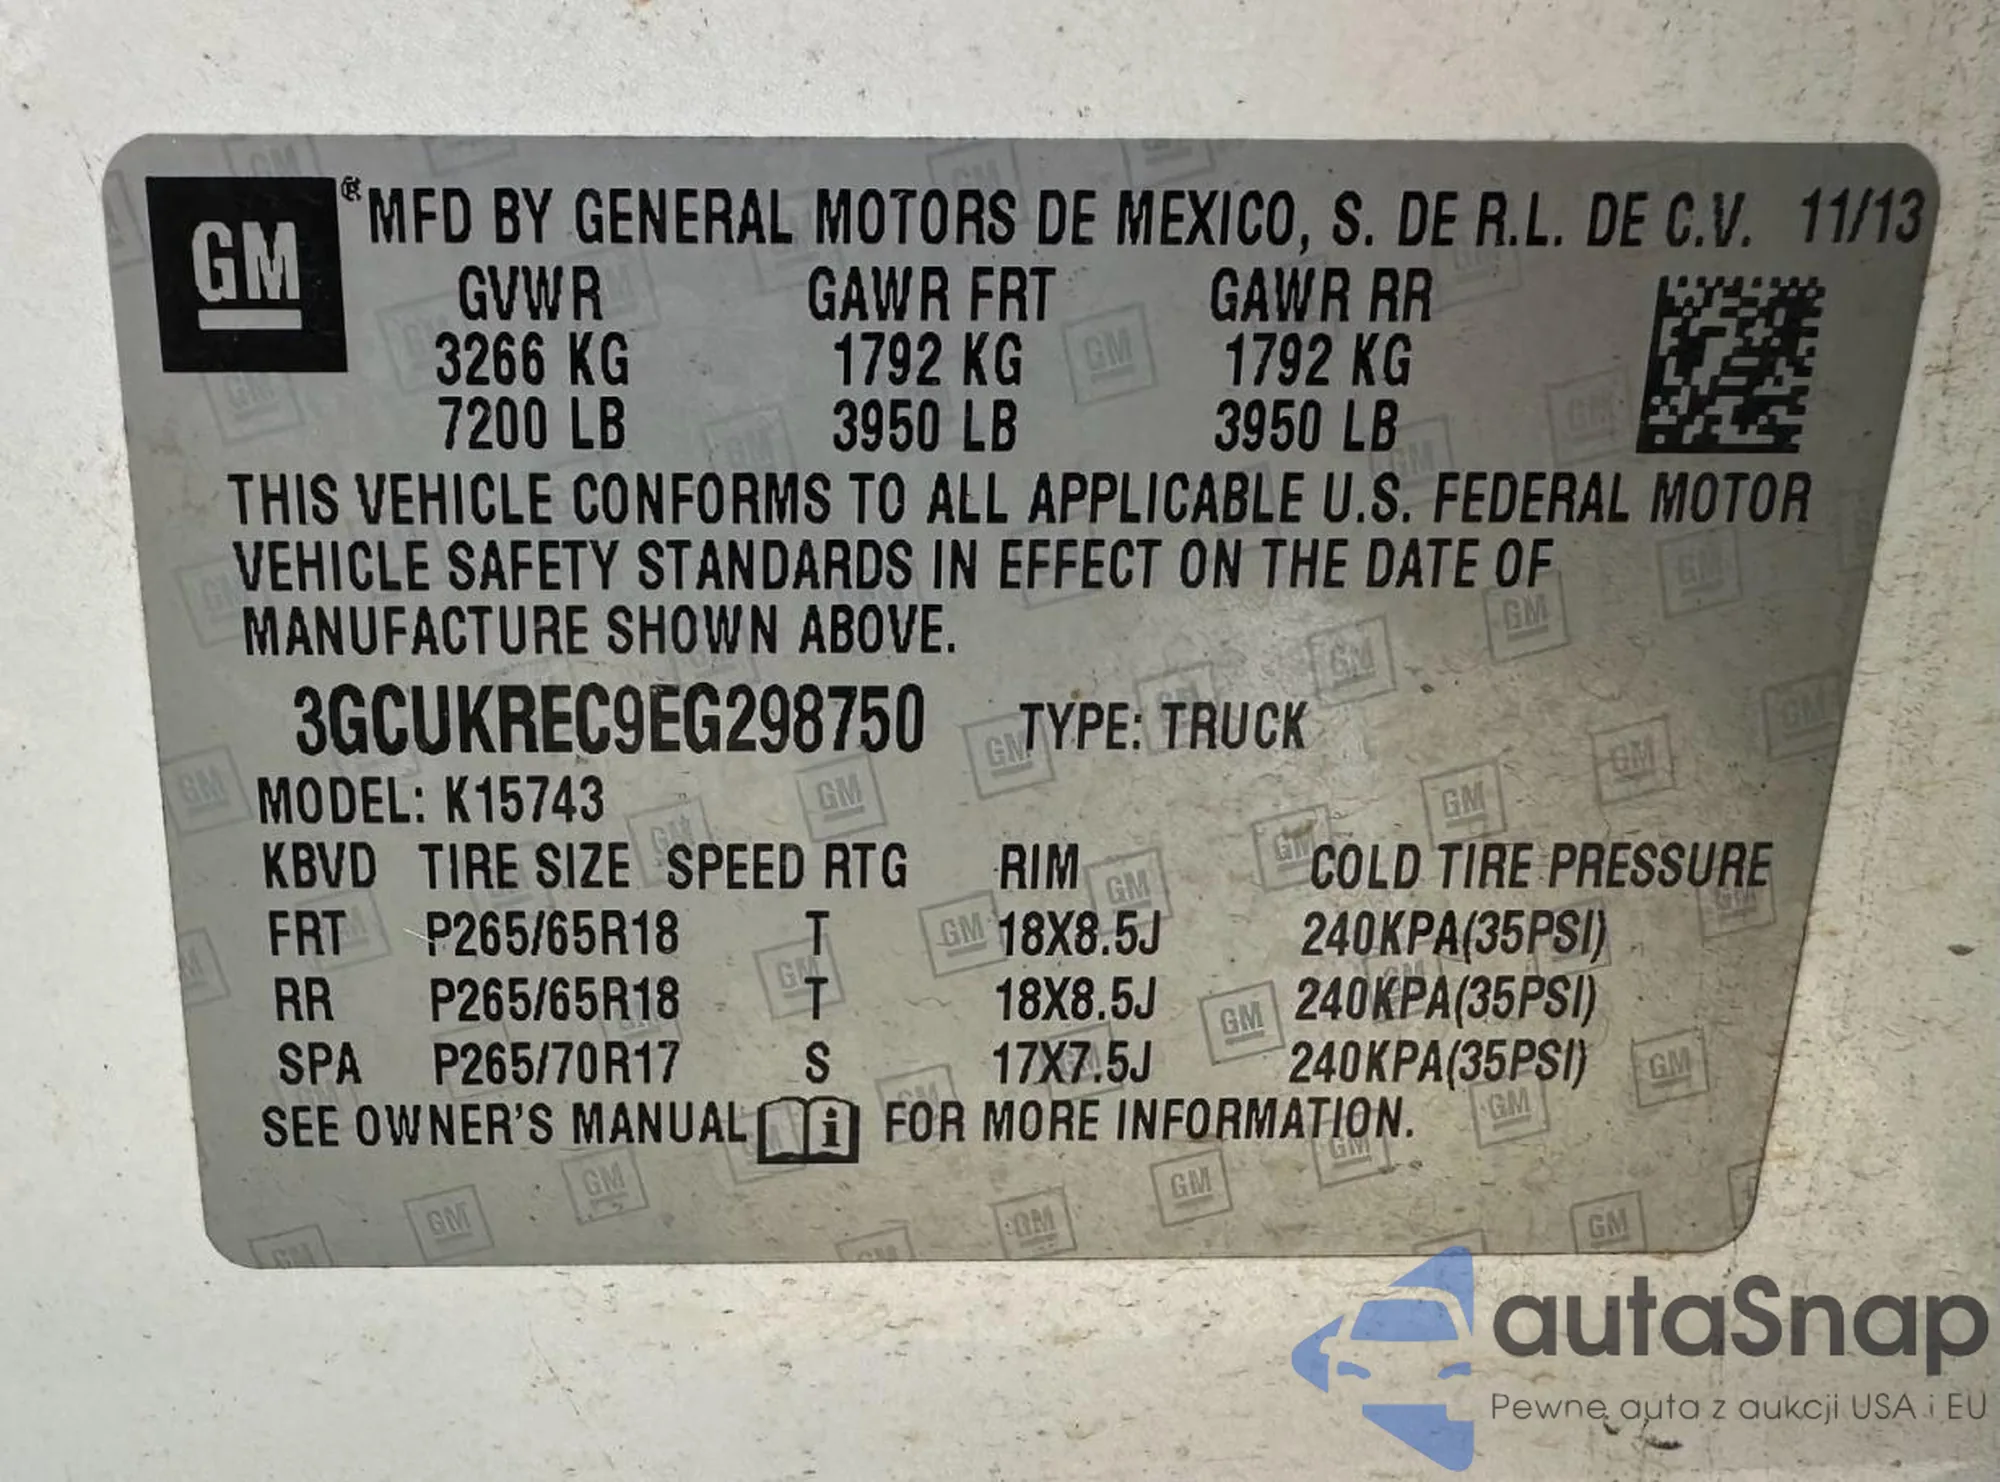 GM ® MFD BY GENERAL MOTORS DE MEXICO, S. DE R.L. DE C.V. 11/13
GVWR GAWR FRT GAWR RR
3266 KG 1792 KG 1792 KG
7200 LB 3950 LB 3950 LB
THIS VEHICLE CONFORMS TO ALL APPLICABLE U.S. FEDERAL MOTOR
VEHICLE SAFETY STANDARDS IN EFFECT ON THE DATE OF
MANUFACTURE SHOWN ABOVE.
3GCUKREC9EG298750 TYPE: TRUCK
MODEL: K15743
KBVD TIRE SIZE SPEED RTG RIM COLD TIRE PRESSURE
FRT P265/65R18 T 18X8.5J 240KPA(35PSI)
RR P265/65R18 T 18X8.5J 240KPA(35PSI)
SPA P265/70R17 S 17X7.5J 240KPA(35PSI)
SEE OWNER'S MANUAL i FOR MORE INFORMATION.
autaSnap
Pewne auta z aukcji USA i EU